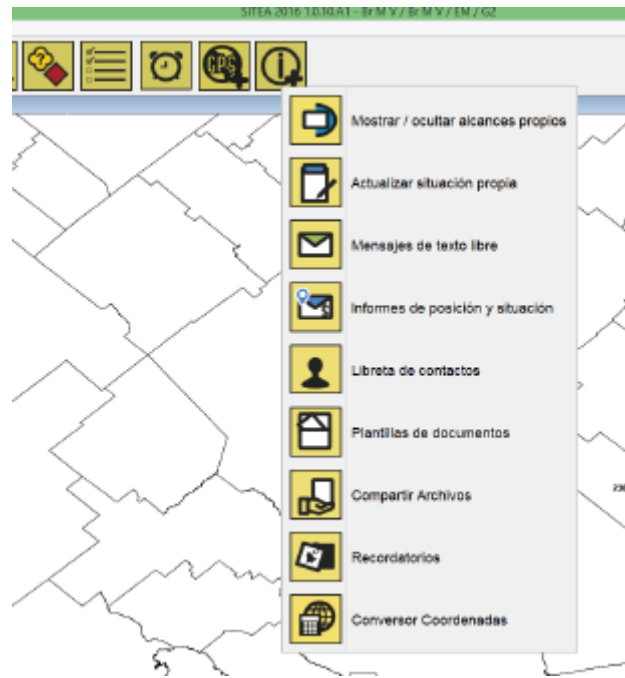 SITEA 2016 1.0.10.A1 - Br M V / Br M V / EM / G2
GPS
Mostrar / ocultar alcances propios
Actualizar situación propia
Mensajes de texto libre
Informes de posición y situación
Libreta de contactos
Plantillas de documentos
Compartir Archivos
Recordatorios
Conversor Coordenadas